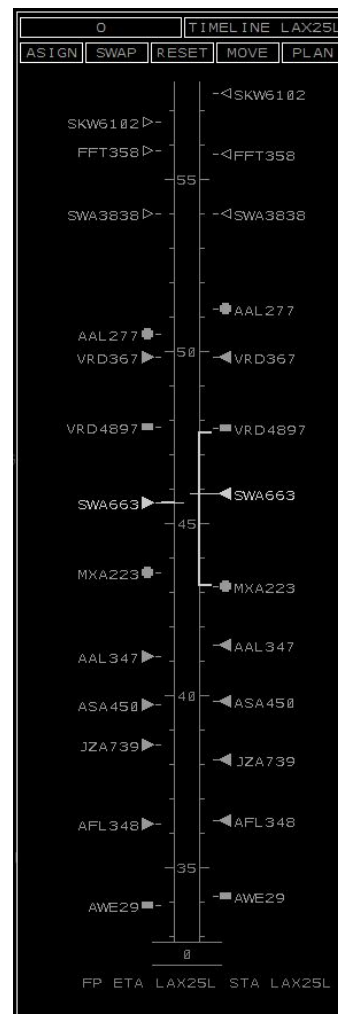 0 TIMELINE LAX25L
ASIGN SWAP RESET MOVE PLAN
SKW6102
SKW6102
FFT358 FFT358
55
SWA3838 SWA3838
AAL277
AAL277
VRD367 50 VRD367
VRD4897 VRD4897
SWA663 SWA663
45
MXA223 MXA223
AAL347 AAL347
ASA450 40 ASA450
JZA739 JZA739
AFL348 AFL348
35
AWE29 AWE29
0
FP ETA LAX25L STA LAX25L